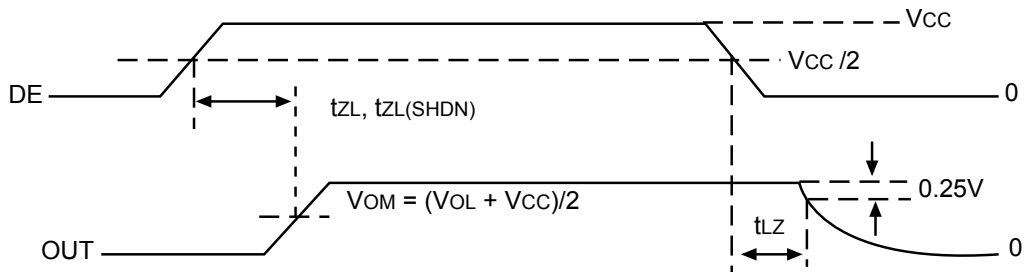 VCC
VCC /2
DE
0
tZL, tZL(SHDN)
VOM = (VOL + VCC)/2
0.25V
tLZ
OUT
0